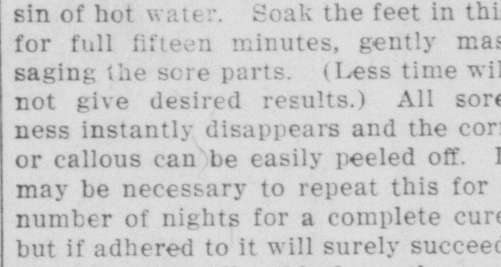 sin of hot water. Soak the feet in thi
for full fifteen minutes, gently mas
saging the sore parts. (Less time wil
not give desired results.) All sore
ness instantly disappears and the cor
or callous can be easily peeled off. I
may be necessary to repeat this for
number of nights for a complete cure
but if adhered to it will surely succeed